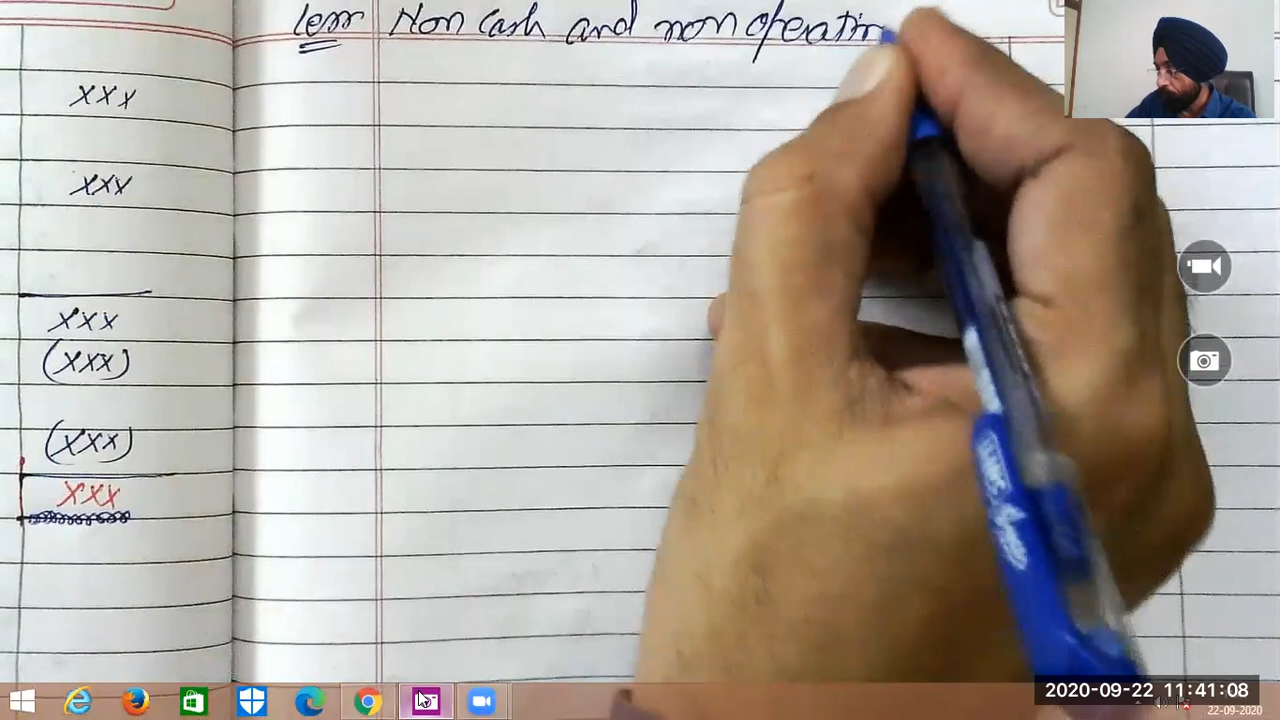 less Non Cash and non operatin
xxx
xxx
xxx
(xxx)
(xxx)
xxx
2020-09-22 11:41:08
22-09-2020